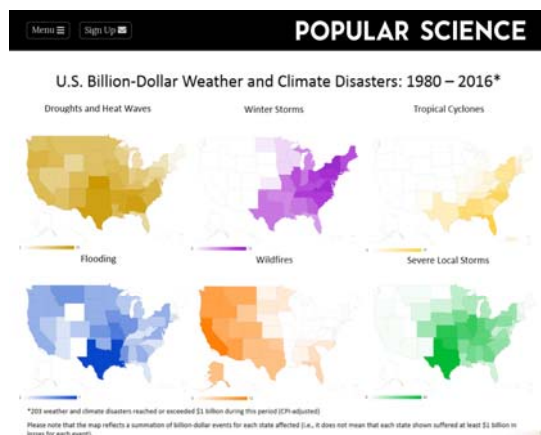 Menu Sign Up
POPULAR SCIENCE
U.S. Billion-Dollar Weather and Climate Disasters: 1980 – 2016*
Droughts and Heat Waves
Winter Storms
Tropical Cyclones
Flooding
Wildfires
Severe Local Storms
*203 weather and climate disasters reached or exceeded $1 billion during this period (CPI-adjusted)
Please note that the map reflects a summation of billion-dollar events for each state affected (i.e., it does not mean that each state shown suffered at least $1 billion in
losses for each event).